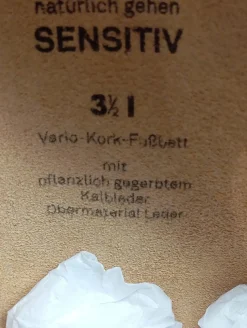 natürlich gehen
SENSITIV
3½ I
Vario-Kork-Fußbett
mit
pflanzlich gegerbtem
Kalbleder
Obermaterial Leder